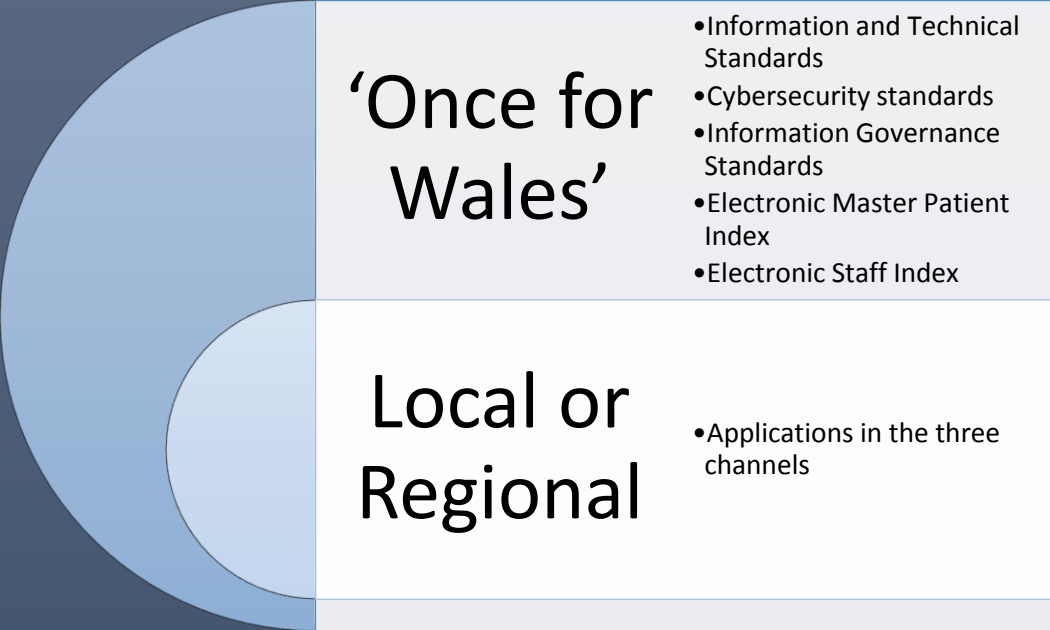 ‘Once for
Wales’
•Information and Technical
Standards
•Cybersecurity standards
•Information Governance
Standards
•Electronic Master Patient
Index
•Electronic Staff Index
Local or
Regional
•Applications in the three
channels